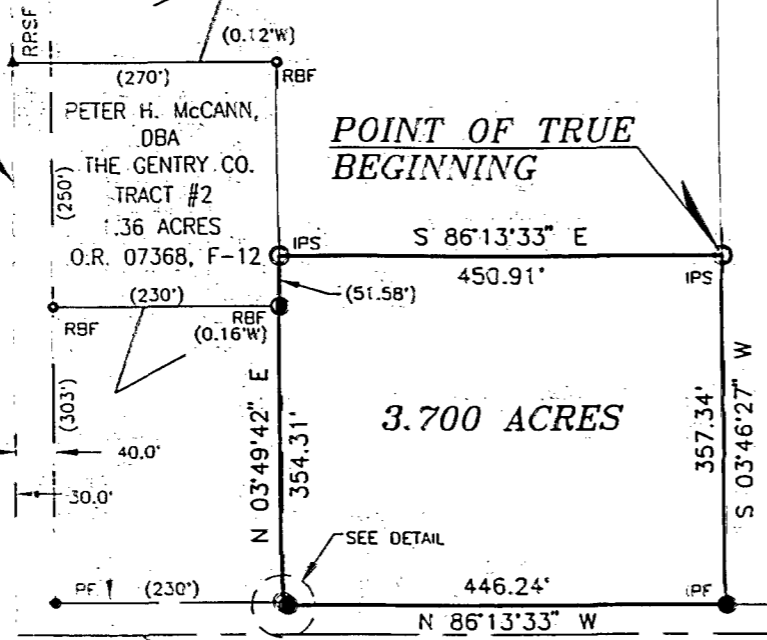 RRSF
(0.12'W)
(270')
RBF
PETER H. McCANN,
DBA
THE GENTRY CO.
TRACT #2
1.36 ACRES
O.R. 07368, F-12
(250')
POINT OF TRUE
BEGINNING
IPS
S 86°13'33" E
450.91'
IPS
(51.58')
(230')
RBF
RBF
(0.16'W)
(303')
N 03°49'42" E
354.31'
3.700 ACRES
357.34'
S 03°46'27" W
40.0'
30.0'
SEE DETAIL
PF
(230')
446.24'
IPF
N 86°13'33" W